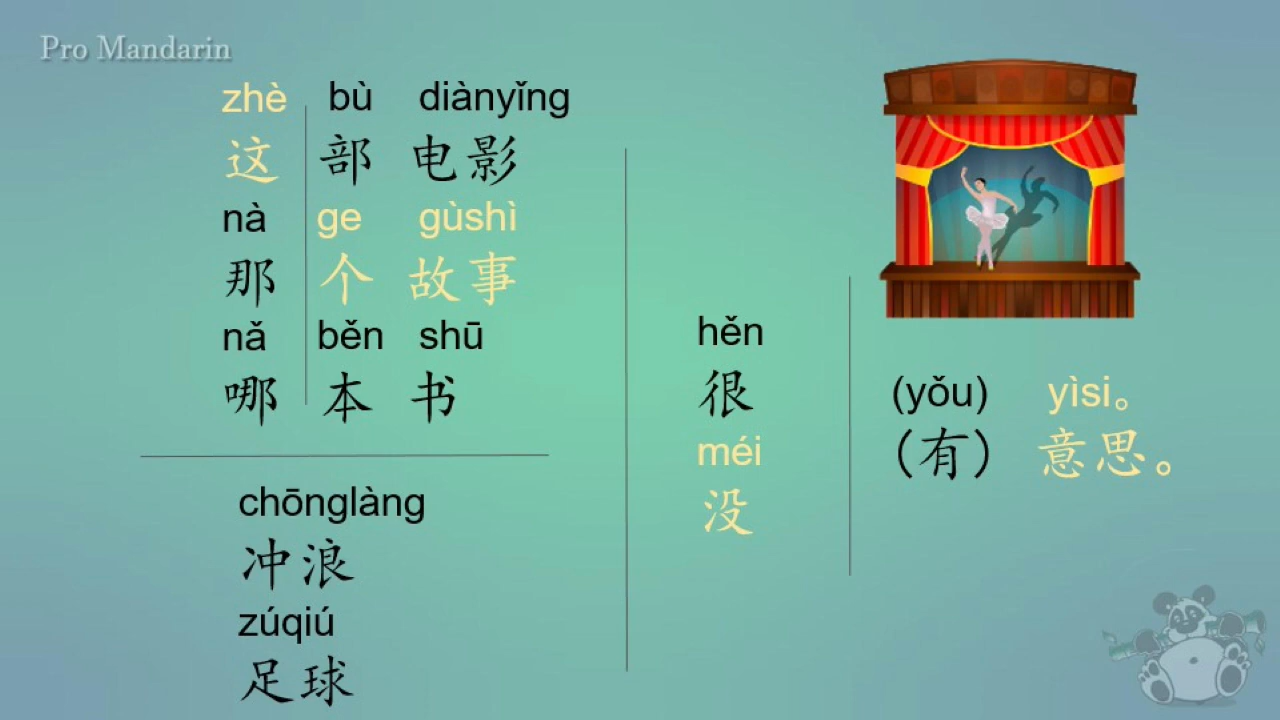 Pro Mandarin
zhè bù diànyǐng
这 部 电影
nà ge gùshì
那 个 故事
nǎ běn shū
哪 本 书
chōnglàng
冲浪
zúqiú
足球
hěn
很
méi
没
(yǒu) yìsi。
（有） 意思。